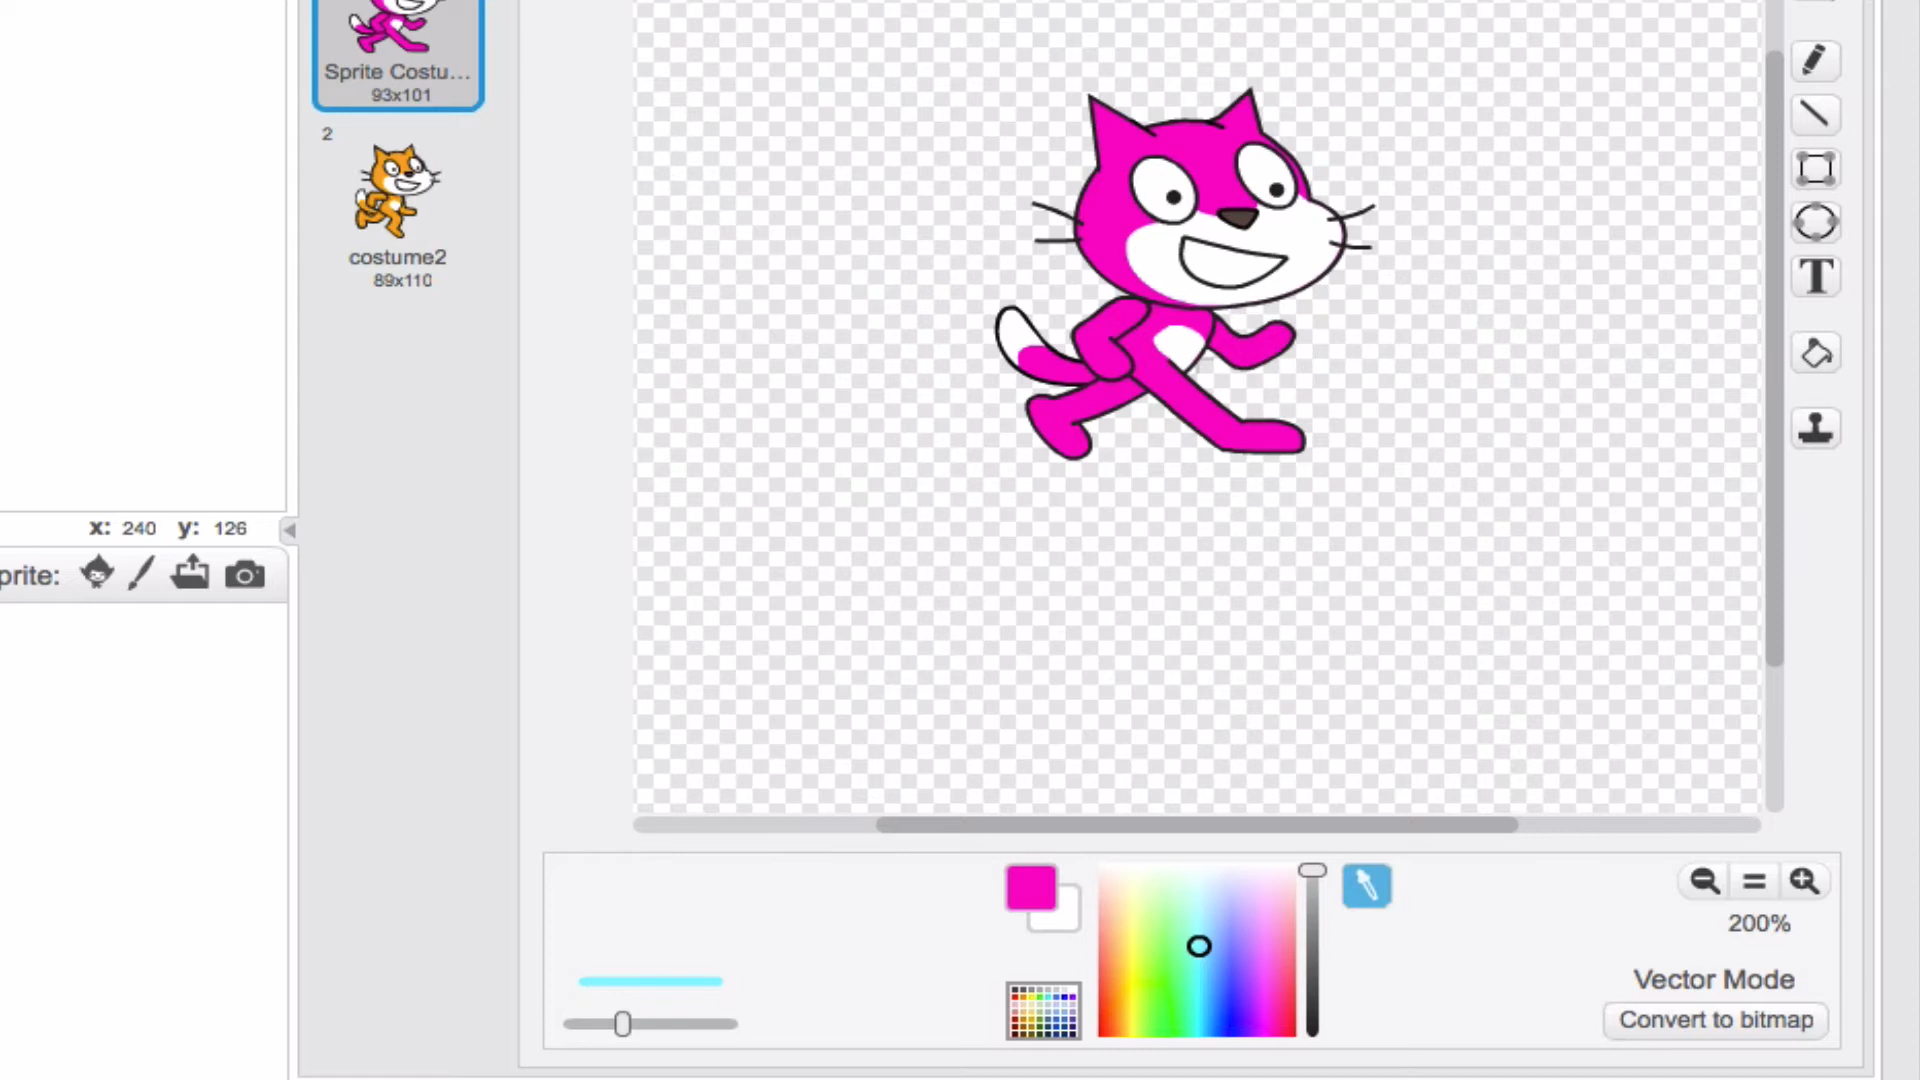 Sprite Costu...
93x101
2
costume2
89x110
x: 240 y: 126
prite:
T
200%
Vector Mode
Convert to bitmap